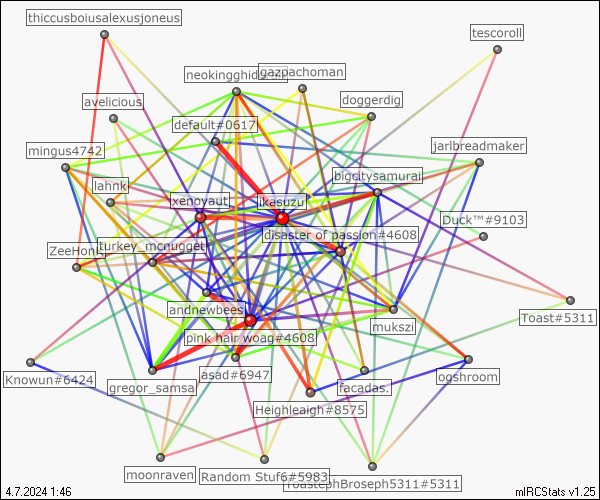 thiccusboiusalexusjoneus
tescoroll
neokingghid
gazpachoman
avelicious
doggerdig
default#0617
mingus4742
jarlbreadmaker
bigcitysamurai
lahnk
xenoyaut
ikasuzu
Duck™#9103
disaster of passion#4608
ZeeHon
turkey_mcnugget
andnewbees
Toast#5311
mukszi
pink hair woag#4608
asad#6947
ogshroom
Knowun#6424
gregor_samsa
facadas.
Heighleaigh#8575
moonraven
Random Stuf6#5983
ToastephBroseph5311#5311
4.7.2024 1:46
mIRCStats v1.25